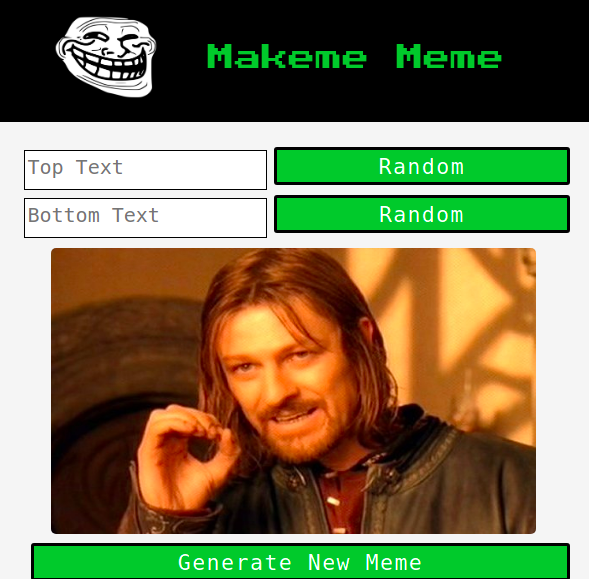 Makeme Meme
Top Text
Random
Bottom Text
Random
Generate New Meme